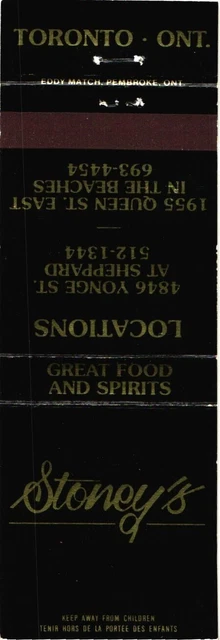 TORONTO · ONT.
EDDY MATCH, PEMBROKE, ONT
LOCATIONS
4846 YONGE ST.
AT SHEPPARD
512-1344
—
1955 QUEEN ST. EAST
IN THE BEACHES
693-4454
GREAT FOOD
AND SPIRITS
Stoney's
KEEP AWAY FROM CHILDREN
TENIR HORS DE LA PORTÉE DES ENFANTS